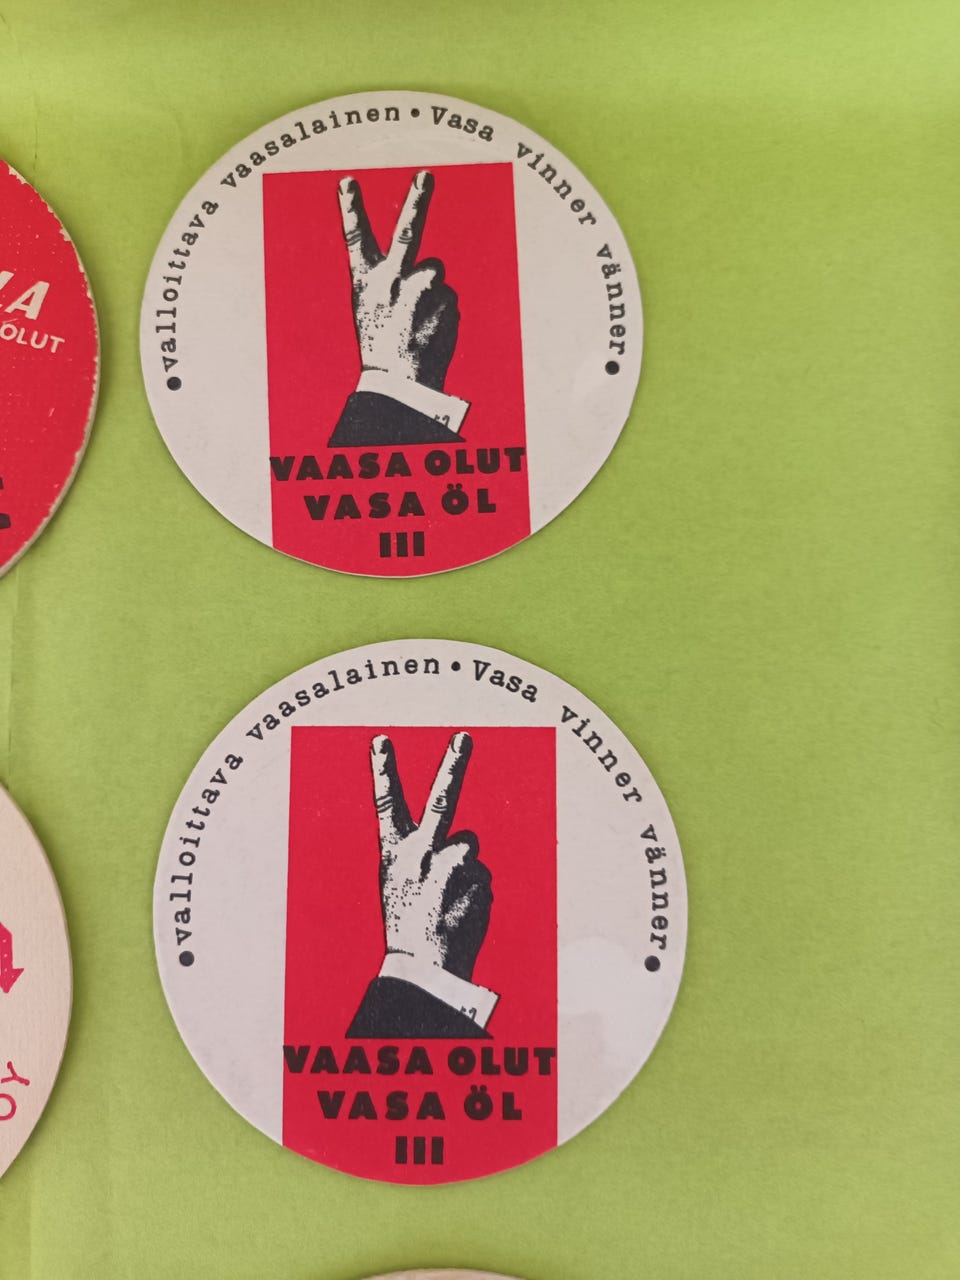 valloittava vaasalainen • Vasa vinner vänner
VAASA OLUT
VASA ÖL
III
OLUT
valloittava vaasalainen • Vasa vinner vänner
VAASA OLUT
VASA ÖL
III
OY